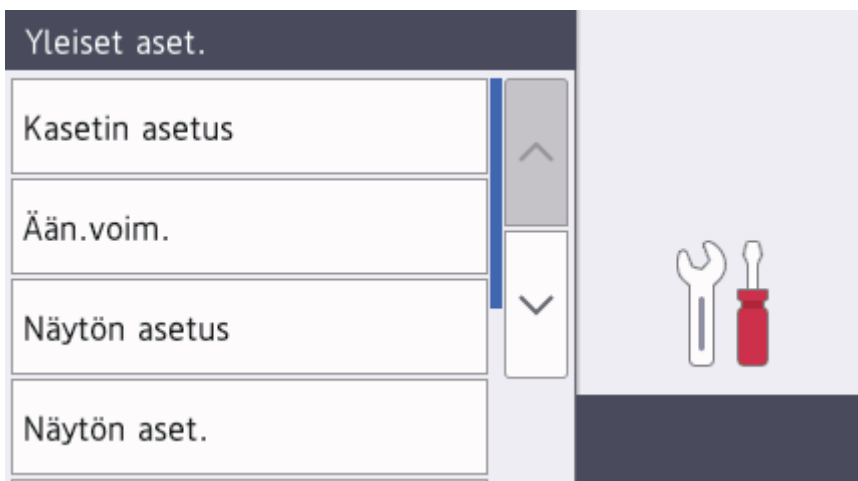 Yleiset aset.
Kasetin asetus
Ään.voim.
Näytön asetus
Näytön aset.